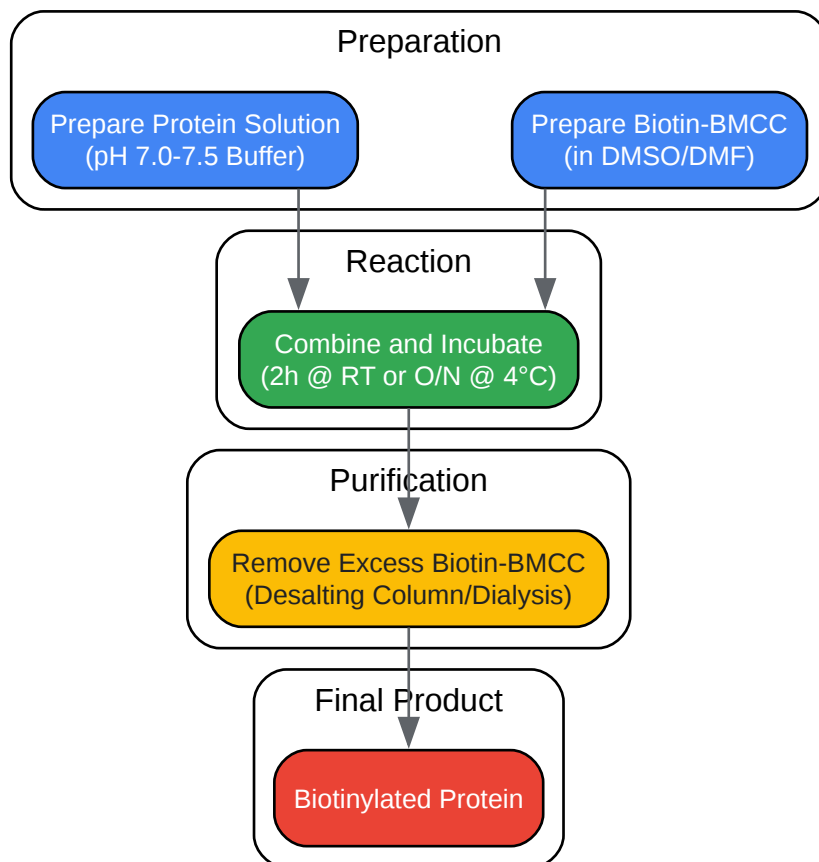 Preparation
Prepare Protein Solution
(pH 7.0-7.5 Buffer)
Prepare Biotin-BMCC
(in DMSO/DMF)
Reaction
Combine and Incubate
(2h @ RT or O/N @ 4°C)
Purification
Remove Excess Biotin-BMCC
(Desalting Column/Dialysis)
Final Product
Biotinylated Protein